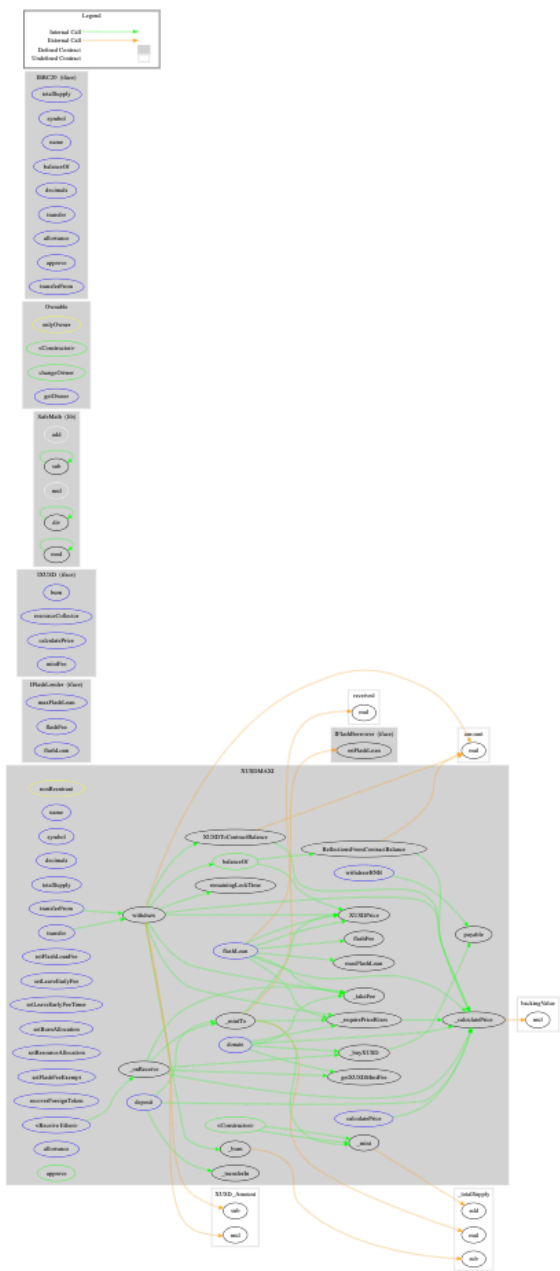 Legend
Internal Call
External Call
Defined Contract
Undefined Contract
IERC20 (iface)
totalSupply
symbol
name
balanceOf
decimals
transfer
allowance
approve
transferFrom
Ownable
onlyOwner
<Constructor>
changeOwner
getOwner
SafeMath (lib)
add
sub
mul
div
mod
IXUSD (iface)
burn
resourceCollector
calculatePrice
mintFee
IFlashLender (iface)
maxFlashLoan
flashFee
flashLoan
received
mul
IFlashBorrower (iface)
onFlashLoan
amount
mul
XUSDMAXI
nonReentrant
name
symbol
decimals
totalSupply
transferFrom
transfer
setFlashLoanFee
setLeaveEarlyFee
setLeaveEarlyFeeTimer
setBurnAllocation
setResourceAllocation
setFlashFeeExempt
recoverForeignToken
<Receive Ether>
allowance
approve
withdraw
_onReceive
deposit
XUSDToContractBalance
balanceOf
remainingLockTime
flashLoan
_mintTo
donate
<Constructor>
_burn
_transferIn
ReflectionsFromContractBalance
withdrawBNB
XUSDPrice
flashFee
maxFlashLoan
_takeFee
_requirePriceRises
_buyXUSD
getXUSDMintFee
calculatePrice
_mint
payable
_calculatePrice
backingValue
mul
XUSD_Amount
sub
mul
_totalSupply
add
mul
sub